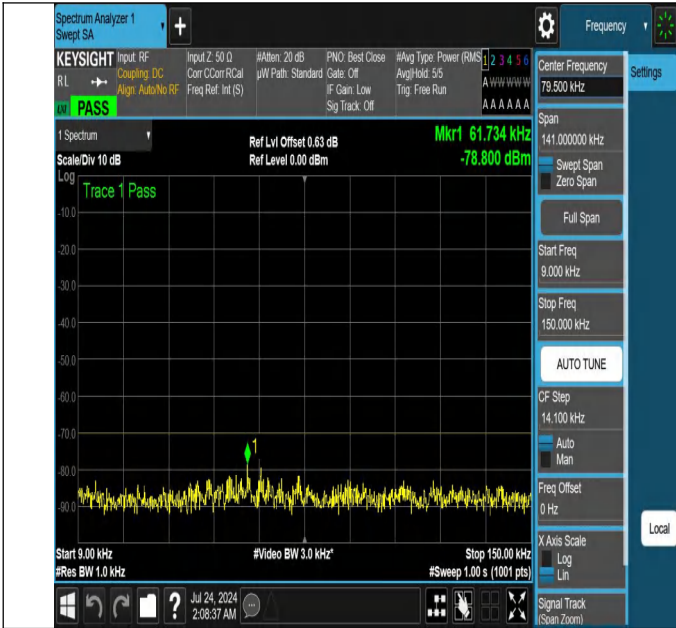 Spectrum Analyzer 1
Swept SA
+
Frequency
KEYSIGHT
RL
PASS
Input: RF
Coupling: DC
Align: Auto/No RF
Input Z: 50 Ω
Corr CCorr RCal
Freq Ref: Int (S)
#Atten: 20 dB
µW Path: Standard
PNO: Best Close
Gate: Off
IF Gain: Low
Sig Track: Off
#Avg Type: Power (RMS
Avg|Hold: 5/5
Trig: Free Run
1 2 3 4 5 6
A W W W W W
A A A A A A
1 Spectrum
Scale/Div 10 dB
Ref Lvl Offset 0.63 dB
Ref Level 0.00 dBm
Mkr1 61.734 kHz
-78.800 dBm
Log
Trace 1 Pass
-10.0
-20.0
-30.0
-40.0
-50.0
-60.0
-70.0
-80.0
-90.0
1
Start 9.00 kHz
#Res BW 1.0 kHz
#Video BW 3.0 kHz*
Stop 150.00 kHz
#Sweep 1.00 s (1001 pts)
?
Jul 24, 2024
2:08:37 AM
Center Frequency
79.500 kHz
Span
141.000000 kHz
Swept Span
Zero Span
Full Span
Start Freq
9.000 kHz
Stop Freq
150.000 kHz
AUTO TUNE
CF Step
14.100 kHz
Auto
Man
Freq Offset
0 Hz
X Axis Scale
Log
Lin
Signal Track
(Span Zoom)
Settings
Local